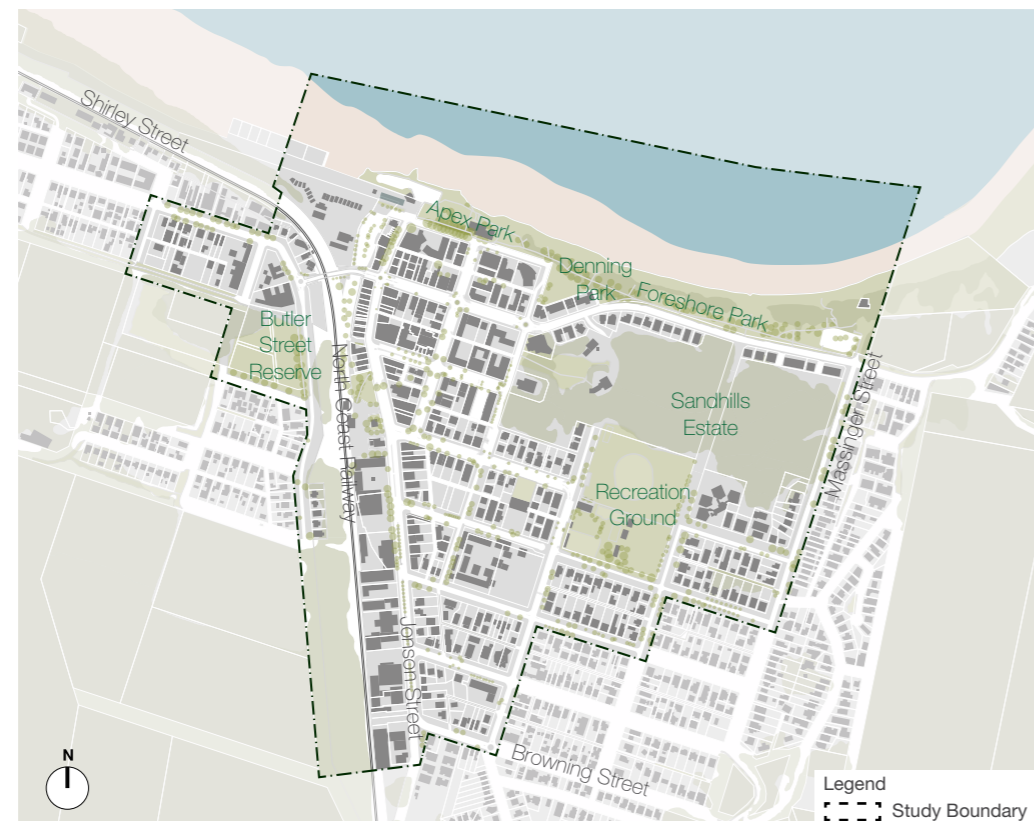 Shirley Street
Apex Park
Denning
Park
Foreshore Park
Butler
Street
Reserve
North Coast Railway
Sandhills
Estate
Massinger Street
Recreation
Ground
Jonson Street
Browning Street
N
Legend
Study Boundary